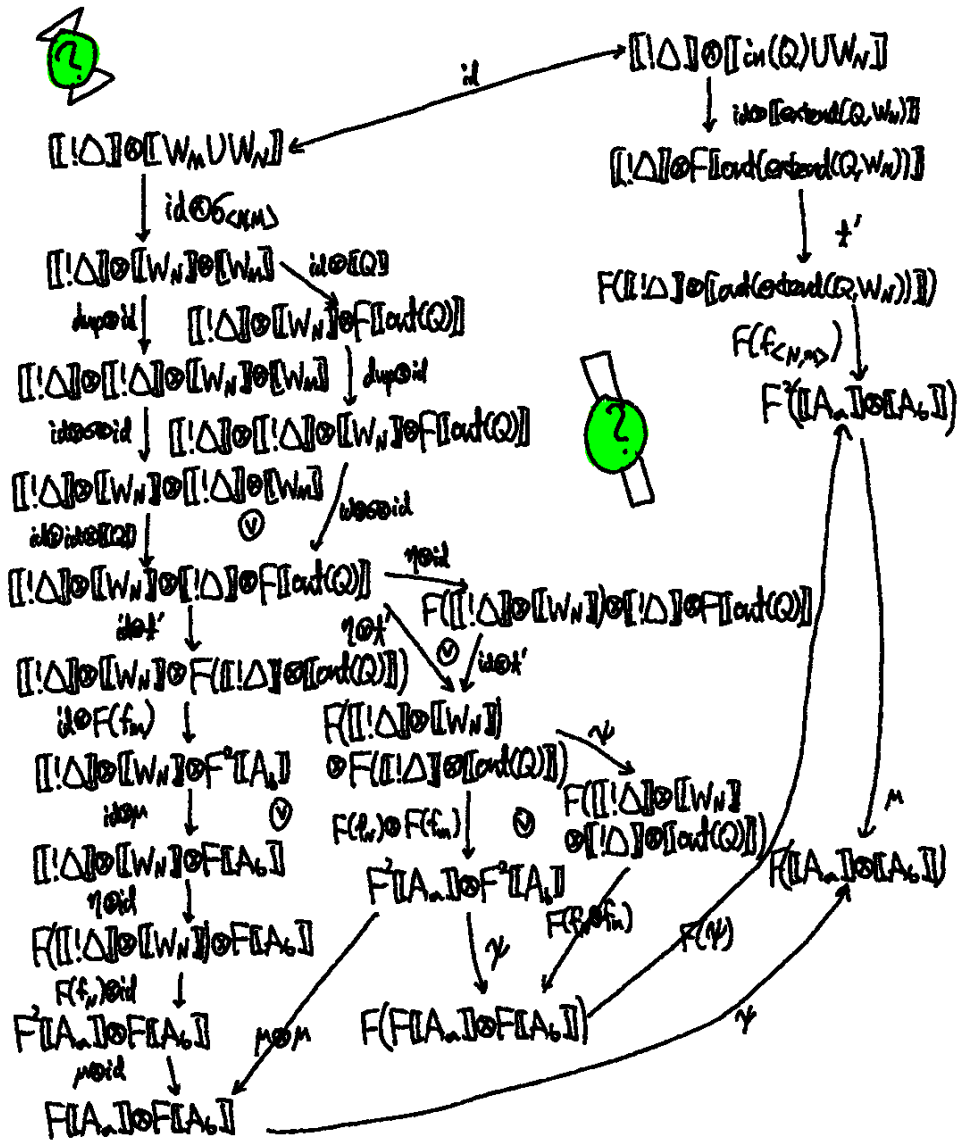 ?
⟦!Δ⟧⊗⟦in(Q)∪W_N⟧
id
id⊗⟦extend(Q,W_N)⟧
⟦!Δ⟧⊗⟦W_M∪W_N⟧
⟦!Δ⟧⊗F⟦out(extend(Q,W_N))⟧
id⊗σ<N,M>
t'
⟦!Δ⟧⊗⟦W_N⟧⊗⟦W_M⟧
id⊗⟦Q⟧
F(⟦!Δ⟧⊗⟦out(extend(Q,W_N))⟧)
dup⊗id
⟦!Δ⟧⊗⟦W_N⟧⊗F⟦out(Q)⟧
F(f<N,M>)
⟦!Δ⟧⊗⟦!Δ⟧⊗⟦W_N⟧⊗⟦W_M⟧
dup⊗id
F²(⟦A_a⟧⊗⟦A_b⟧)
id⊗σ⊗id
⟦!Δ⟧⊗⟦!Δ⟧⊗⟦W_N⟧⊗F⟦out(Q)⟧
?
⟦!Δ⟧⊗⟦W_N⟧⊗⟦!Δ⟧⊗⟦W_M⟧
id⊗id⊗⟦Q⟧
✓
id⊗σ⊗id
⟦!Δ⟧⊗⟦W_N⟧⊗⟦!Δ⟧⊗F⟦out(Q)⟧
η⊗id
F(⟦!Δ⟧⊗⟦W_N⟧)⊗⟦!Δ⟧⊗F⟦out(Q)⟧
id⊗t'
η⊗t'
✓
id⊗t'
⟦!Δ⟧⊗⟦W_N⟧⊗F(⟦!Δ⟧⊗⟦out(Q)⟧)
id⊗F(f_M)
F(⟦!Δ⟧⊗⟦W_N⟧)
⊗F(⟦!Δ⟧⊗⟦out(Q)⟧)
ψ
⟦!Δ⟧⊗⟦W_N⟧⊗F²⟦A_b⟧
F(⟦!Δ⟧⊗⟦W_N⟧
⊗⟦!Δ⟧⊗⟦out(Q)⟧)
id⊗μ
✓
F(f_N)⊗F(f_M)
✓
μ
⟦!Δ⟧⊗⟦W_N⟧⊗F⟦A_b⟧
F(⟦A_a⟧⊗⟦A_b⟧)
η⊗id
F²⟦A_a⟧⊗F²⟦A_b⟧
F(f_N⊗f_M)
F(⟦!Δ⟧⊗⟦W_N⟧)⊗F⟦A_b⟧
ψ
F(ψ)
F(f_N)⊗id
F²⟦A_a⟧⊗F⟦A_b⟧
μ⊗μ
F(F⟦A_a⟧⊗F⟦A_b⟧)
ψ
μ⊗id
F⟦A_a⟧⊗F⟦A_b⟧